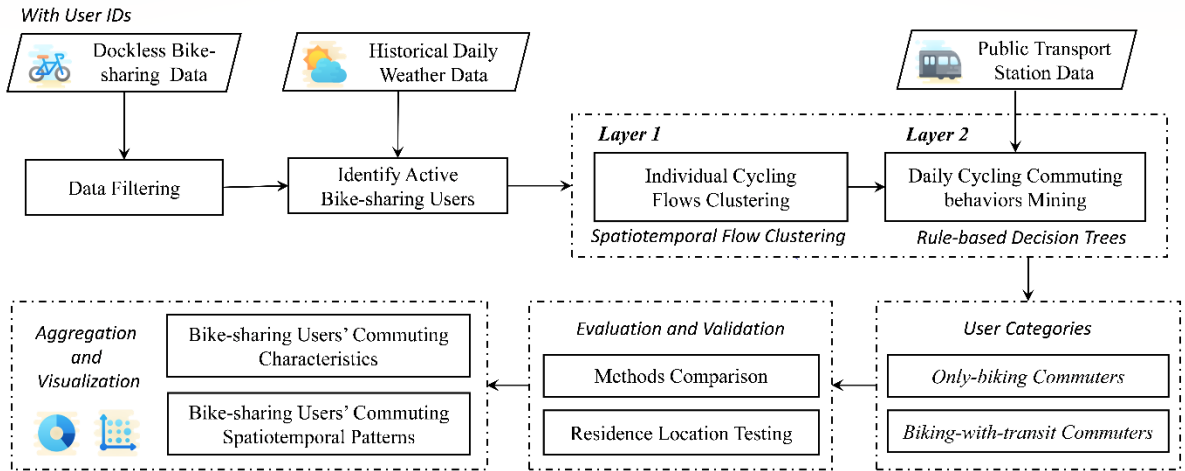 With User IDs
Dockless Bike-
sharing Data
Historical Daily
Weather Data
Public Transport
Station Data
Data Filtering
Identify Active
Bike-sharing Users
Layer 1
Individual Cycling
Flows Clustering
Spatiotemporal Flow Clustering
Layer 2
Daily Cycling Commuting
behaviors Mining
Rule-based Decision Trees
User Categories
Only-biking Commuters
Biking-with-transit Commuters
Evaluation and Validation
Methods Comparison
Residence Location Testing
Aggregation
and
Visualization
Bike-sharing Users’ Commuting
Characteristics
Bike-sharing Users’ Commuting
Spatiotemporal Patterns